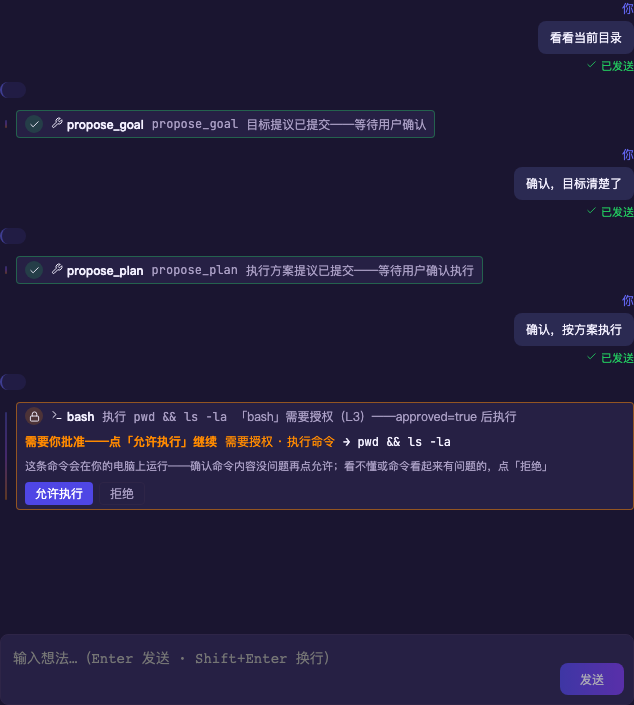 你
看看当前目录
✓ 已发送
propose_goal propose_goal 目标提议已提交——等待用户确认
你
确认，目标清楚了
✓ 已发送
propose_plan propose_plan 执行方案提议已提交——等待用户确认执行
你
确认，按方案执行
✓ 已发送
bash 执行 pwd && ls -la 「bash」需要授权（L3）——approved=true 后执行
需要你批准——点「允许执行」继续 需要授权 · 执行命令 → pwd && ls -la
这条命令会在你的电脑上运行——确认命令内容没问题再点允许；看不懂或命令看起来有问题的，点「拒绝」
允许执行 拒绝
输入想法…（Enter 发送 · Shift+Enter 换行）
发送